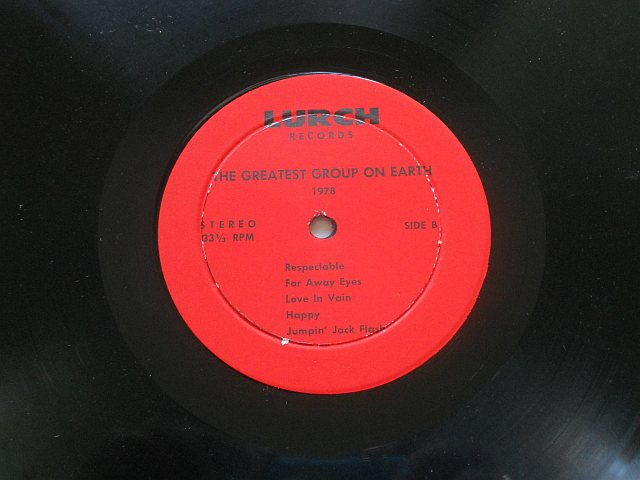 LURCH
RECORDS
THE GREATEST GROUP ON EARTH
1978
STEREO
33⅓ RPM
SIDE B
Respectable
Far Away Eyes
Love In Vain
Happy
Jumpin' Jack Flash